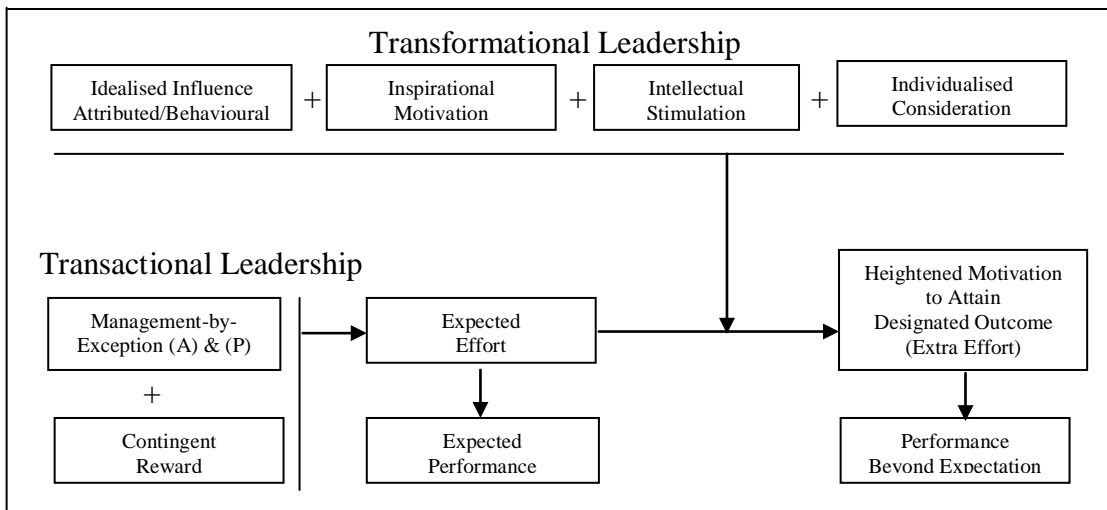 Transformational Leadership
Idealised Influence
Attributed/Behavioural
+
Inspirational
Motivation
+
Intellectual
Stimulation
+
Individualised
Consideration
Transactional Leadership
Management-by-
Exception (A) & (P)
+
Contingent
Reward
Expected
Effort
Expected
Performance
Heightened Motivation
to Attain
Designated Outcome
(Extra Effort)
Performance
Beyond Expectation